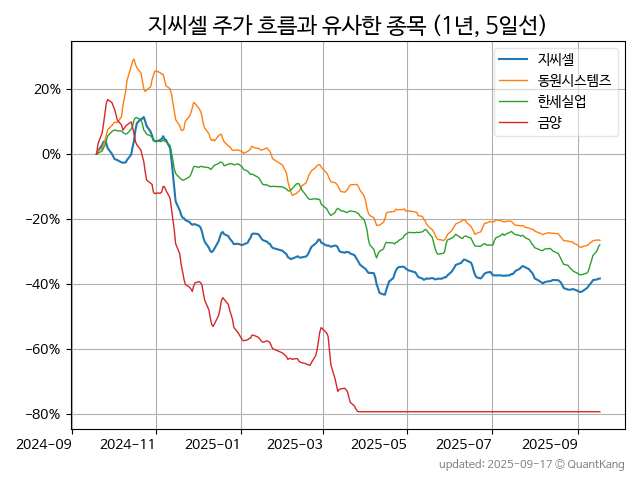 지씨셀 주가 흐름과 유사한 종목 (1년, 5일선)
지씨셀
동원시스템즈
한세실업
금양
20%
0%
−20%
−40%
−60%
−80%
2024-09 2024-11 2025-01 2025-03 2025-05 2025-07 2025-09
updated: 2025-09-17 © QuantKang